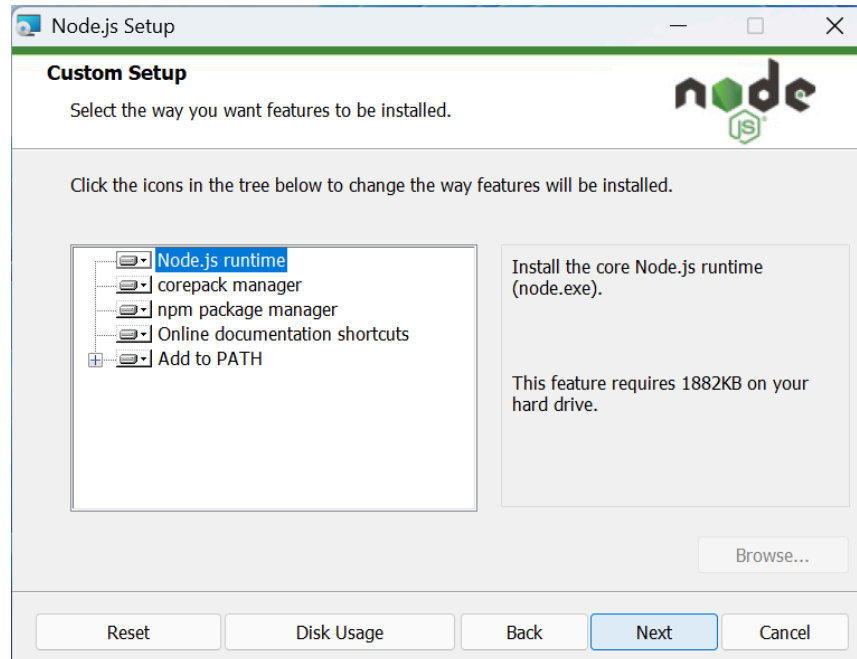 Node.js Setup
Custom Setup
Select the way you want features to be installed.
node
JS
Click the icons in the tree below to change the way features will be installed.
Node.js runtime
corepack manager
npm package manager
Online documentation shortcuts
Add to PATH
Install the core Node.js runtime
(node.exe).
This feature requires 1882KB on your
hard drive.
Browse...
Reset
Disk Usage
Back
Next
Cancel